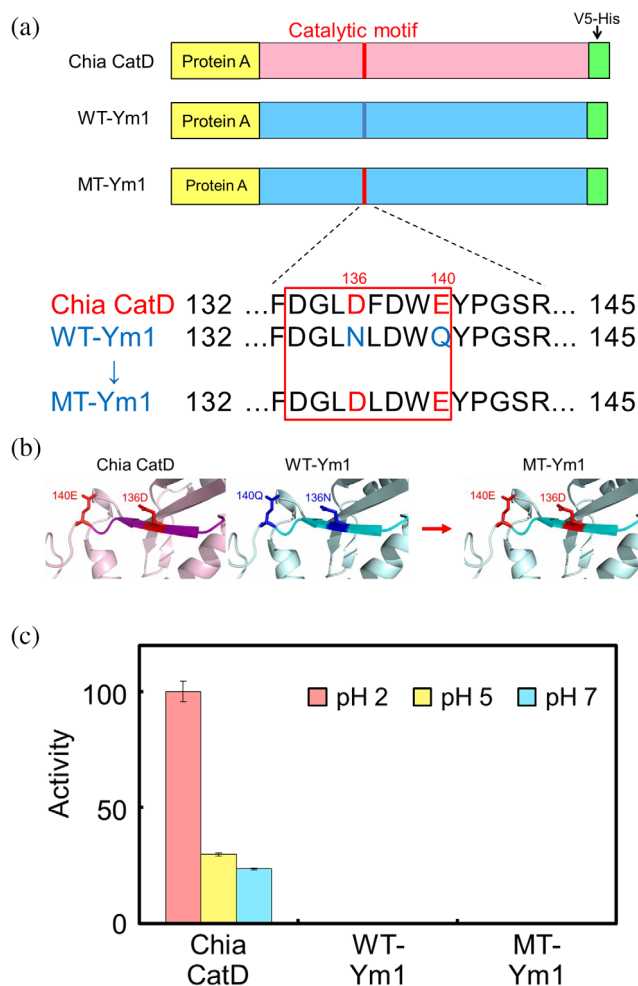 (a)
V5-His
Catalytic motif
Chia CatD Protein A
WT-Ym1 Protein A
MT-Ym1 Protein A
136 140
Chia CatD 132 ...FDGLDFDWEYPGSR... 145
WT-Ym1 132 ...FDGLNLDWQYPGSR... 145
↓
MT-Ym1 132 ...FDGLDLDWEYPGSR... 145
(b)
Chia CatD WT-Ym1 MT-Ym1
140E 136D 140Q 136N 140E 136D
(c)
Activity
100
50
0
pH 2 pH 5 pH 7
Chia CatD
WT-Ym1
MT-Ym1